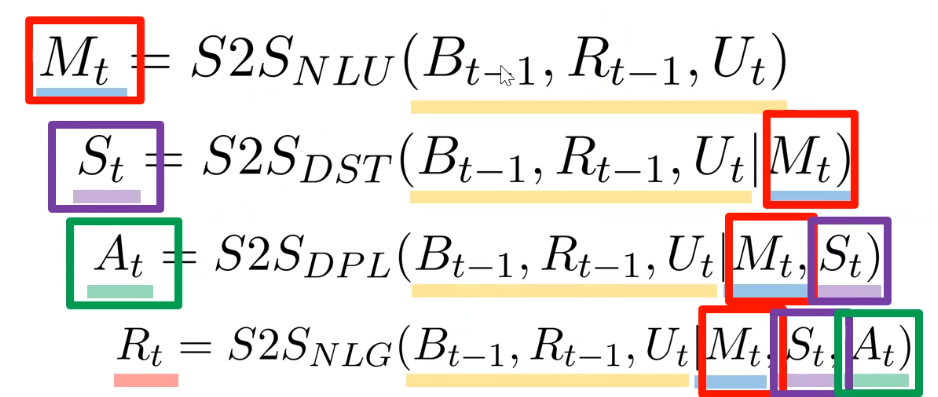 M_t = S2S_{NLU}(B_{t-1}, R_{t-1}, U_t)
S_t = S2S_{DST}(B_{t-1}, R_{t-1}, U_t|M_t)
A_t = S2S_{DPL}(B_{t-1}, R_{t-1}, U_t|M_t, S_t)
R_t = S2S_{NLG}(B_{t-1}, R_{t-1}, U_t|M_t, S_t, A_t)